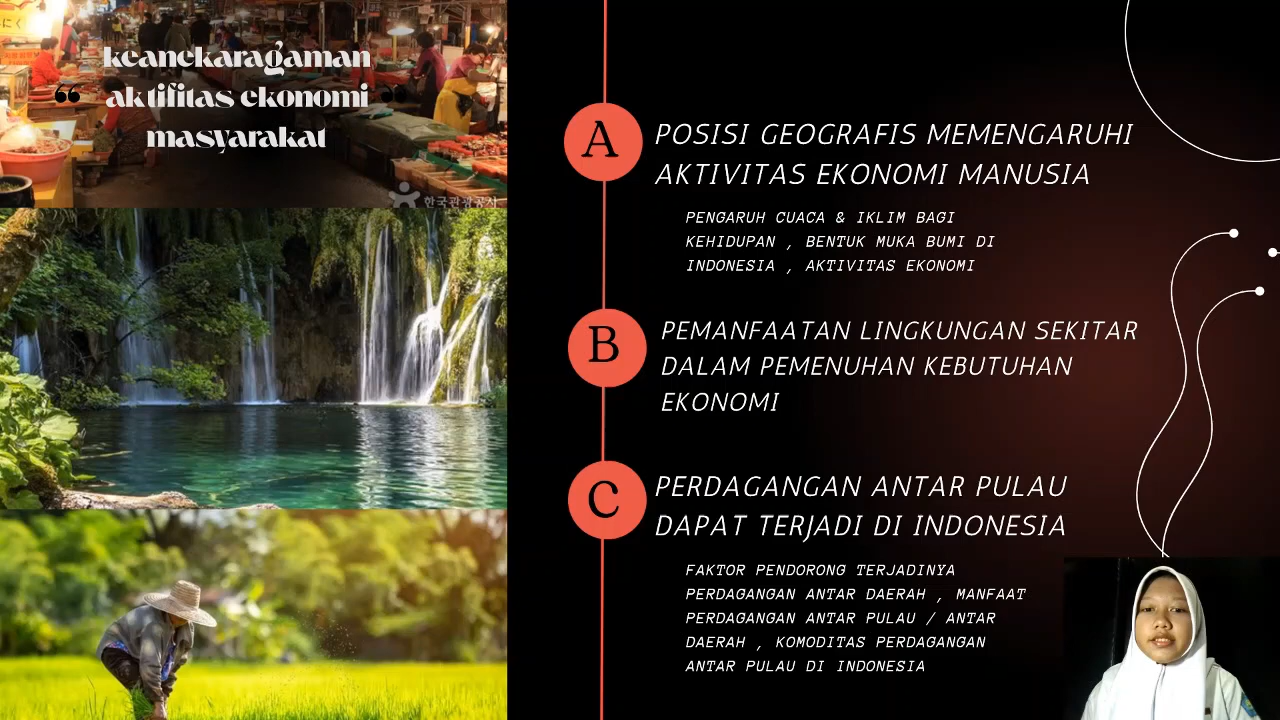 keanekaragaman
aktifitas ekonomi
masyarakat
한국관광공사
A
POSISI GEOGRAFIS MEMENGARUHI
AKTIVITAS EKONOMI MANUSIA
PENGARUH CUACA & IKLIM BAGI
KEHIDUPAN , BENTUK MUKA BUMI DI
INDONESIA , AKTIVITAS EKONOMI
B
PEMANFAATAN LINGKUNGAN SEKITAR
DALAM PEMENUHAN KEBUTUHAN
EKONOMI
C
PERDAGANGAN ANTAR PULAU
DAPAT TERJADI DI INDONESIA
FAKTOR PENDORONG TERJADINYA
PERDAGANGAN ANTAR DAERAH , MANFAAT
PERDAGANGAN ANTAR PULAU / ANTAR
DAERAH , KOMODITAS PERDAGANGAN
ANTAR PULAU DI INDONESIA